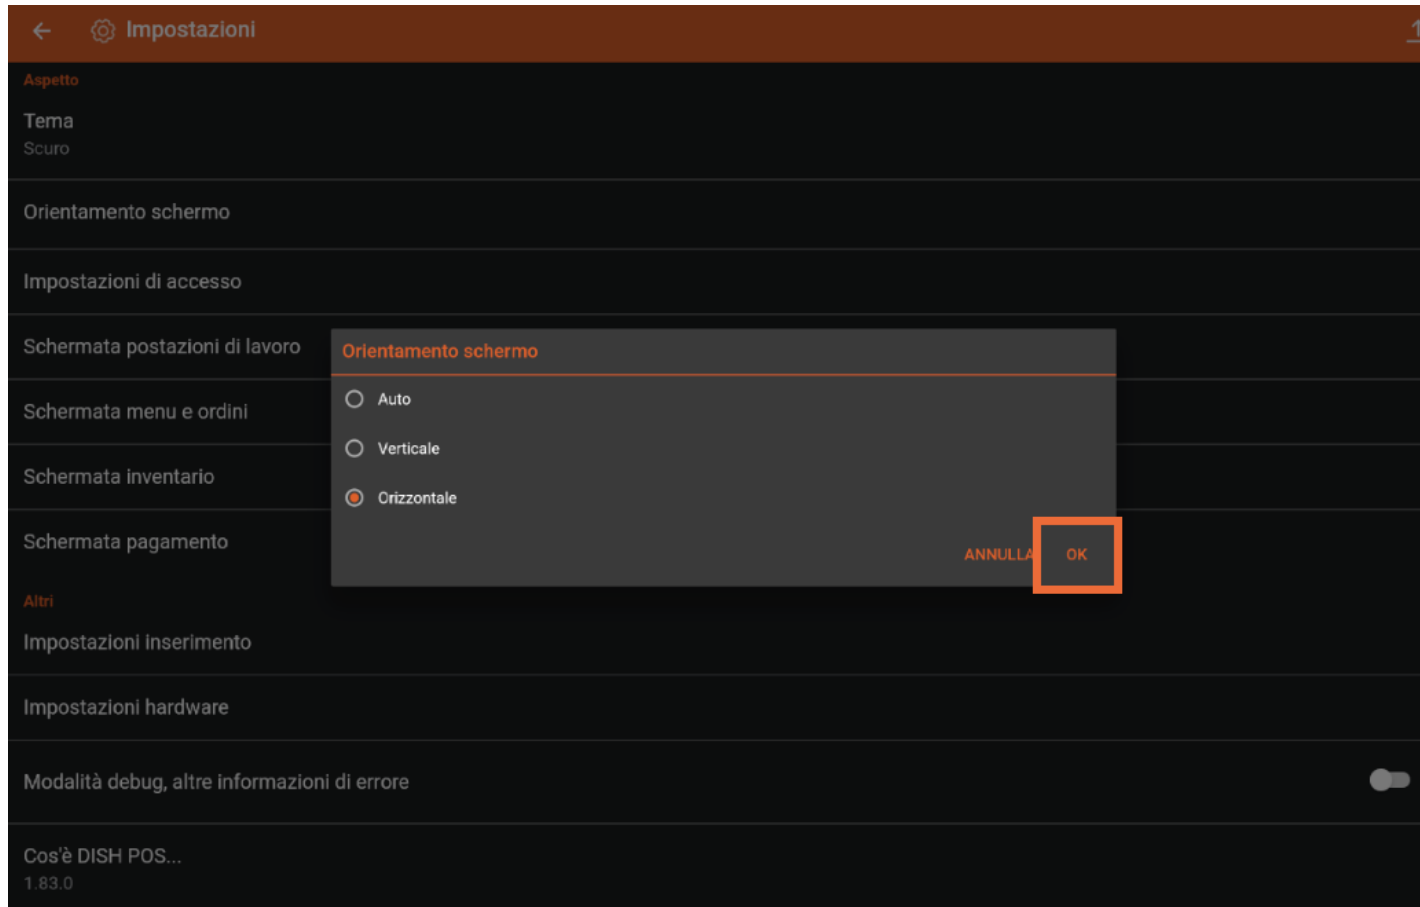 Impostazioni
Aspetto
Tema
Scuro
Orientamento schermo
Impostazioni di accesso
Schermata postazioni di lavoro
Schermata menu e ordini
Schermata inventario
Schermata pagamento
Orientamento schermo
Auto
Verticale
Orizzontale
ANNULLA OK
Altri
Impostazioni inserimento
Impostazioni hardware
Modalità debug, altre informazioni di errore
Cos'è DISH POS...
1.83.0